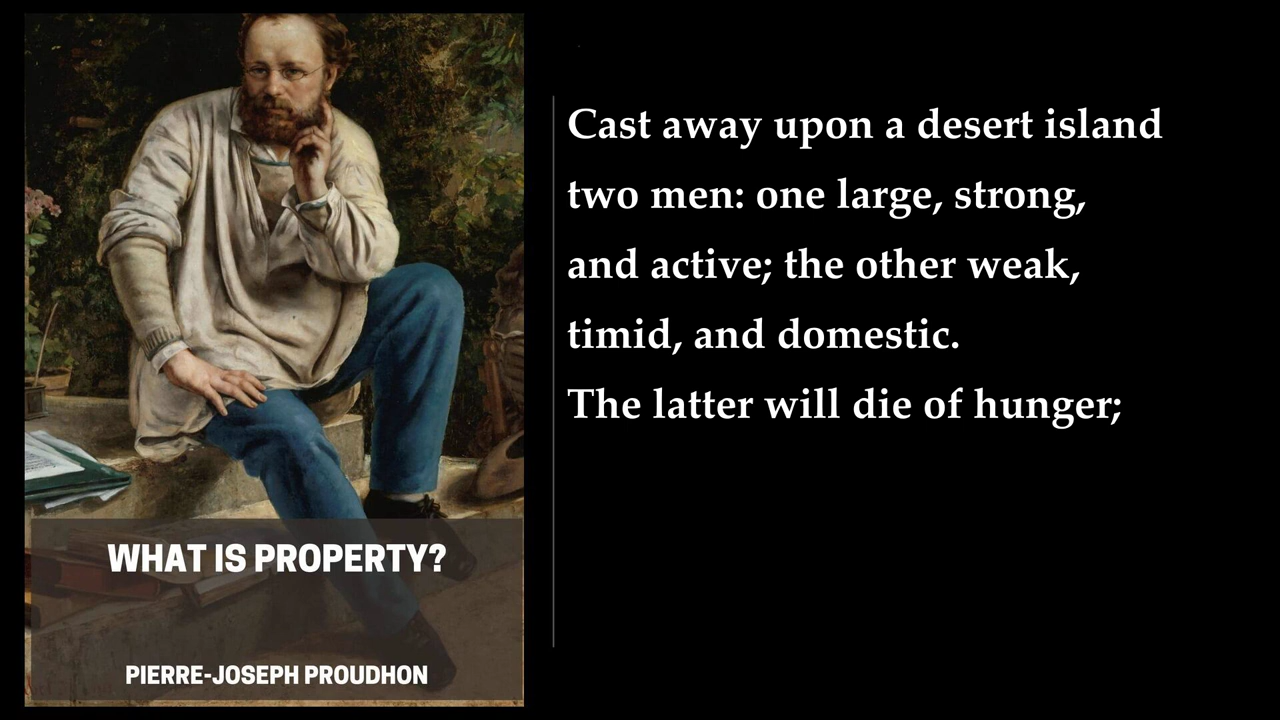 Cast away upon a desert island
two men: one large, strong,
and active; the other weak,
timid, and domestic.
The latter will die of hunger;
WHAT IS PROPERTY?
PIERRE-JOSEPH PROUDHON